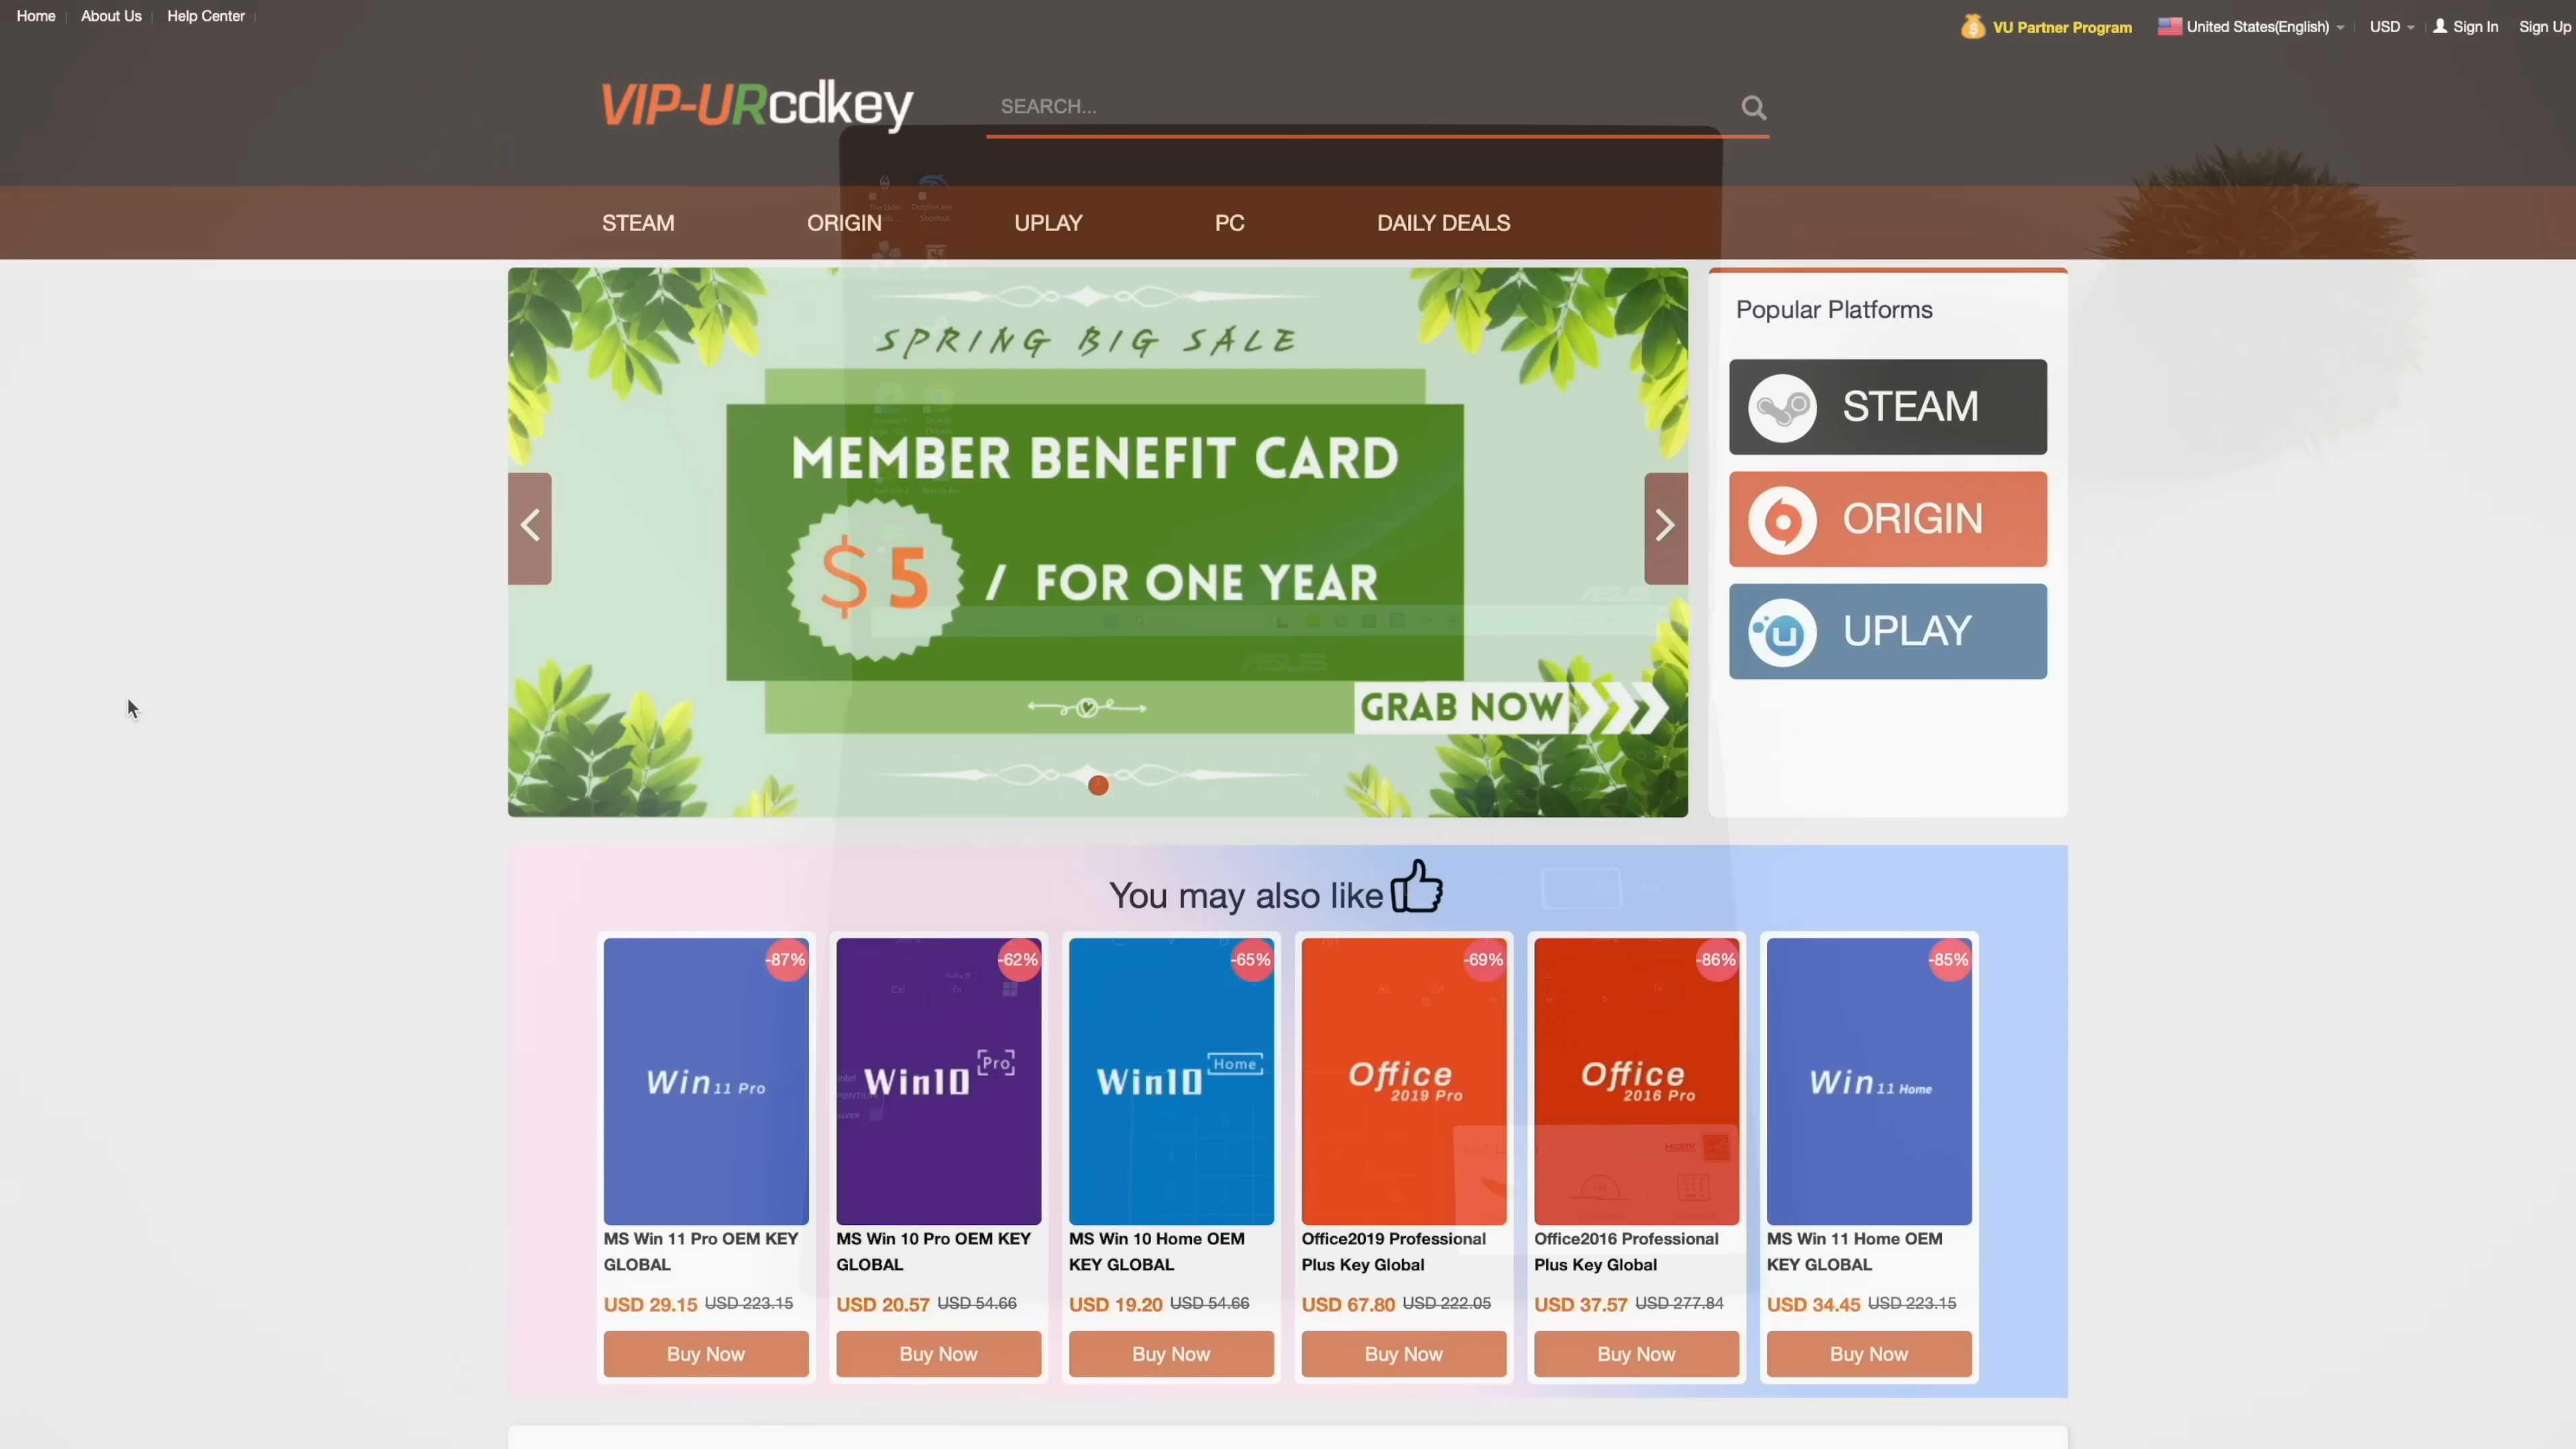 Home About Us Help Center
VU Partner Program United States(English) USD Sign In Sign Up
VIP-URcdkey SEARCH...
STEAM ORIGIN UPLAY PC DAILY DEALS
SPRING BIG SALE
MEMBER BENEFIT CARD
$5 / FOR ONE YEAR
ASUS
ASUS
GRAB NOW
Popular Platforms
STEAM
ORIGIN
UPLAY
You may also like
-87% -62% -65% -69% -86% -85%
Win 11 Pro
Win10 Pro
Win10 Home
Office 2019 Pro
Office 2016 Pro
Win 11 Home
MS Win 11 Pro OEM KEY
GLOBAL
USD 29.15 USD 223.15
Buy Now
MS Win 10 Pro OEM KEY
GLOBAL
USD 20.57 USD 54.66
Buy Now
MS Win 10 Home OEM
KEY GLOBAL
USD 19.20 USD 54.66
Buy Now
Office2019 Professional
Plus Key Global
USD 67.80 USD 222.05
Buy Now
Office2016 Professional
Plus Key Global
USD 37.57 USD 277.84
Buy Now
MS Win 11 Home OEM
KEY GLOBAL
USD 34.45 USD 223.15
Buy Now